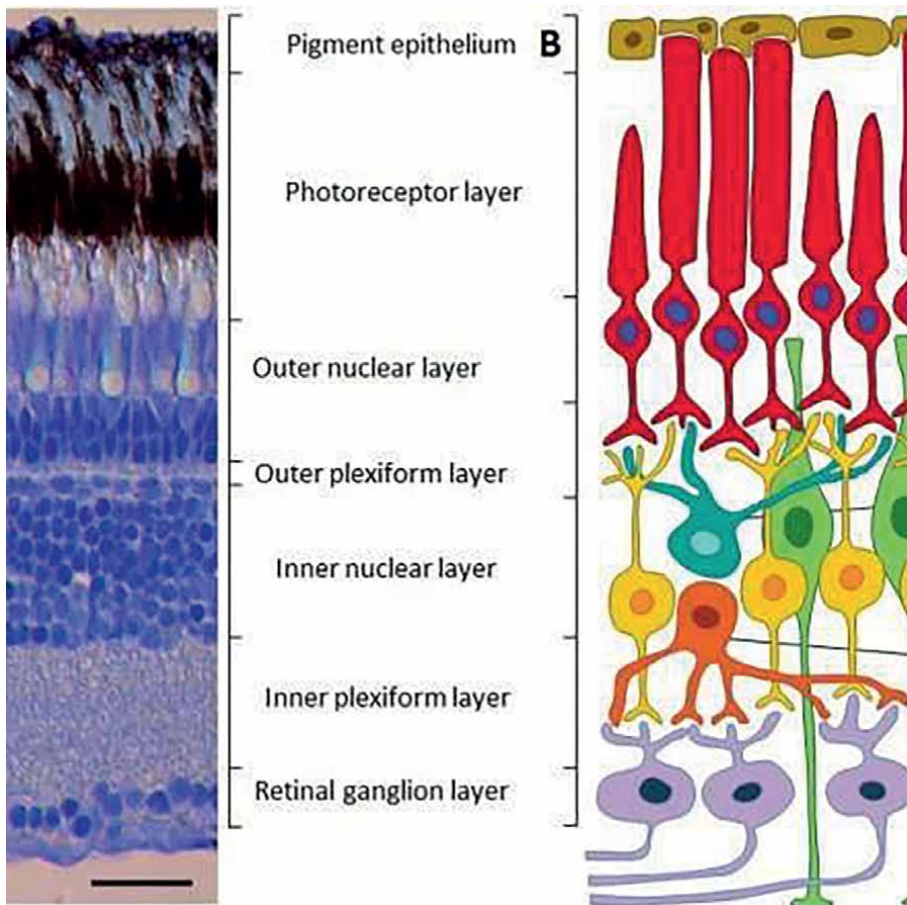 Pigment epithelium B
Photoreceptor layer
Outer nuclear layer
Outer plexiform layer
Inner nuclear layer
Inner plexiform layer
Retinal ganglion layer